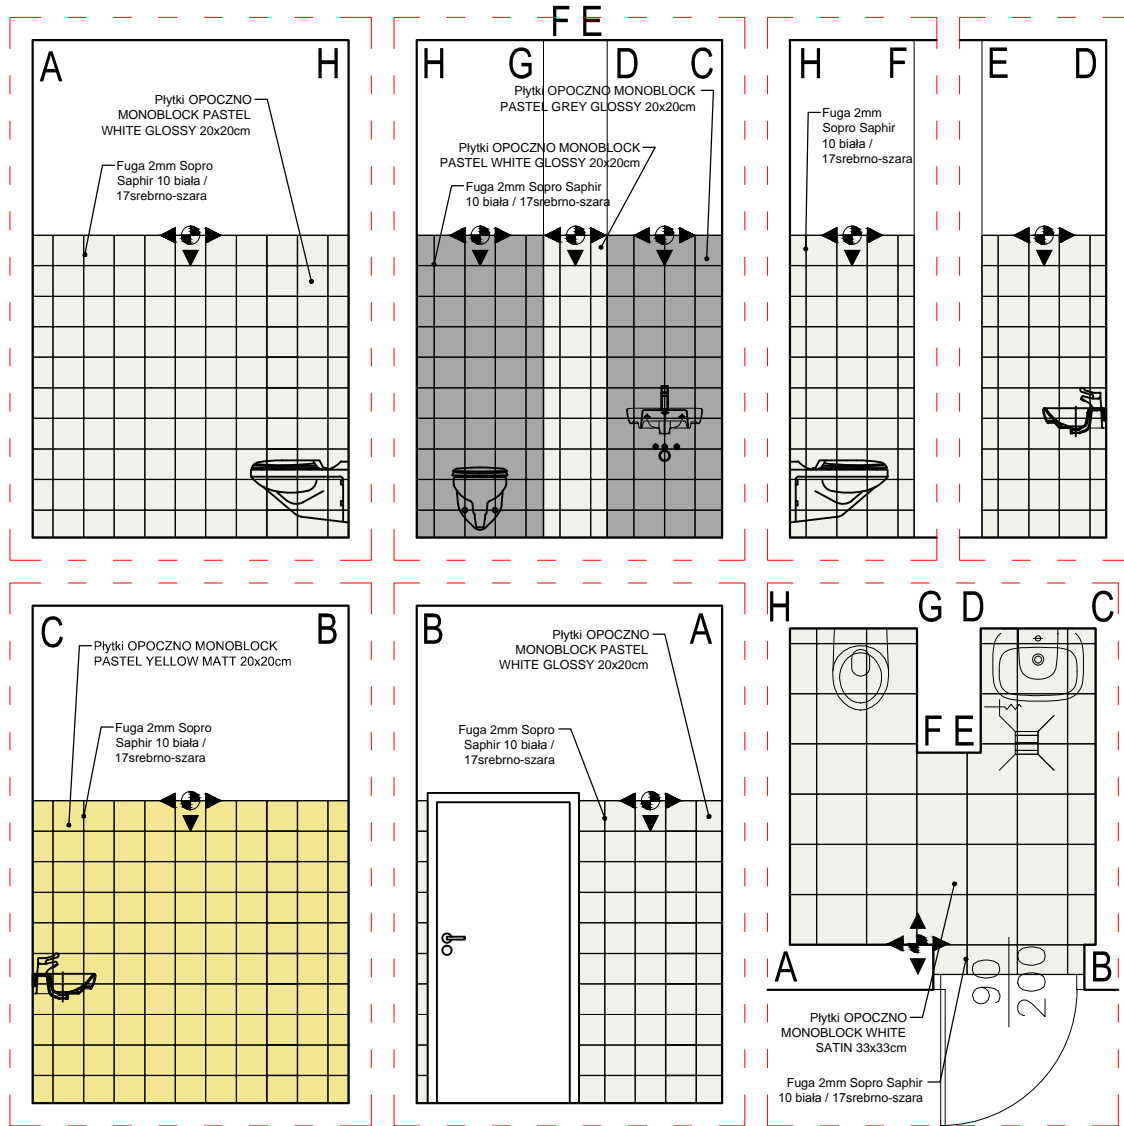 A H
Płytki OPOCZNO
MONOBLOCK PASTEL
WHITE GLOSSY 20x20cm
Fuga 2mm Sopro
Saphir 10 biała /
17srebrno-szara
F E
H G D C
Płytki OPOCZNO MONOBLOCK
PASTEL GREY GLOSSY 20x20cm
Płytki OPOCZNO MONOBLOCK
PASTEL WHITE GLOSSY 20x20cm
Fuga 2mm Sopro Saphir
10 biała / 17srebrno-szara
H F
Fuga 2mm
Sopro Saphir
10 biała /
17srebrno-szara
E D
C B
Płytki OPOCZNO MONOBLOCK
PASTEL YELLOW MATT 20x20cm
Fuga 2mm Sopro
Saphir 10 biała /
17srebrno-szara
B A
Płytki OPOCZNO
MONOBLOCK PASTEL
WHITE GLOSSY 20x20cm
Fuga 2mm Sopro
Saphir 10 biała /
17srebrno-szara
H G D C
F E
A B
90
200
Płytki OPOCZNO
MONOBLOCK WHITE
SATIN 33x33cm
Fuga 2mm Sopro Saphir
10 biała / 17srebrno-szara